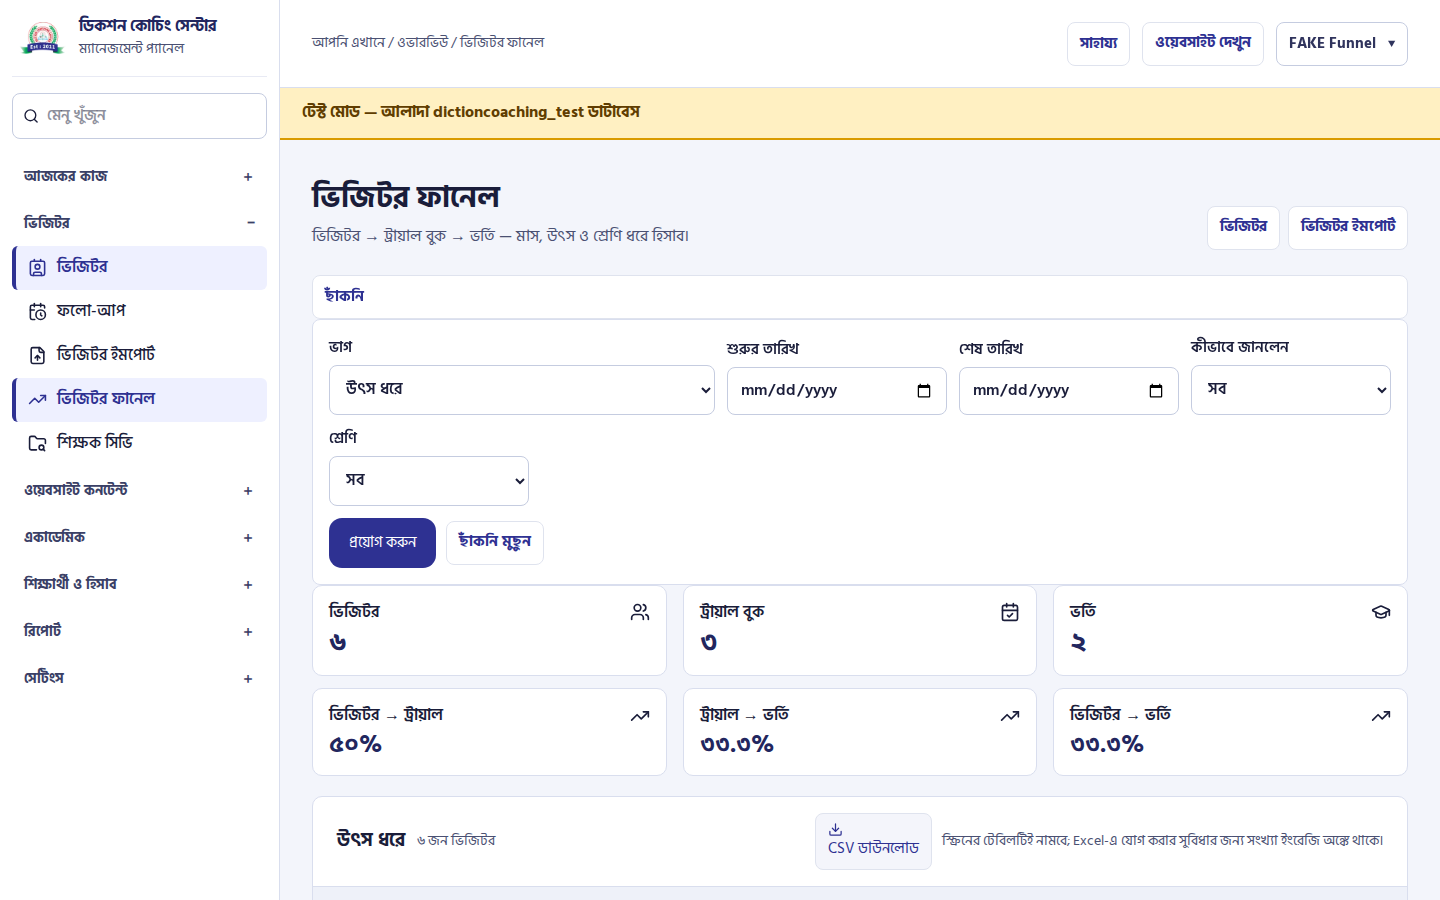 ডিকশন কোচিং সেন্টার
ম্যানেজমেন্ট প্যানেল
Est : 2011
মেনু খুঁজুন
আজকের কাজ +
ভিজিটর −
ভিজিটর
ফলো-আপ
ভিজিটর ইমপোর্ট
ভিজিটর ফানেল
শিক্ষক সিভি
ওয়েবসাইট কনটেন্ট +
একাডেমিক +
শিক্ষার্থী ও হিসাব +
রিপোর্ট +
সেটিংস +
আপনি এখানে / ওভারভিউ / ভিজিটর ফানেল
সাহায্য ওয়েবসাইট দেখুন FAKE Funnel ▾
টেস্ট মোড — আলাদা dictioncoaching_test ডাটাবেস
ভিজিটর ফানেল
ভিজিটর → ট্রায়াল বুক → ভর্তি — মাস, উৎস ও শ্রেণি ধরে হিসাব।
ভিজিটর ভিজিটর ইমপোর্ট
ছাঁকনি
ভাগ শুরুর তারিখ শেষ তারিখ কীভাবে জানলেন
উৎস ধরে mm/dd/yyyy mm/dd/yyyy সব
শ্রেণি
সব
প্রয়োগ করুন ছাঁকনি মুছুন
ভিজিটর ট্রায়াল বুক ভর্তি
৬ ৩ ২
ভিজিটর → ট্রায়াল ট্রায়াল → ভর্তি ভিজিটর → ভর্তি
৫০% ৩৩.৩% ৩৩.৩%
উৎস ধরে ৬ জন ভিজিটর CSV ডাউনলোড স্ক্রিনের টেবিলটিই নামবে; Excel-এ যোগ করার সুবিধার জন্য সংখ্যা ইংরেজি অঙ্কে থাকে।